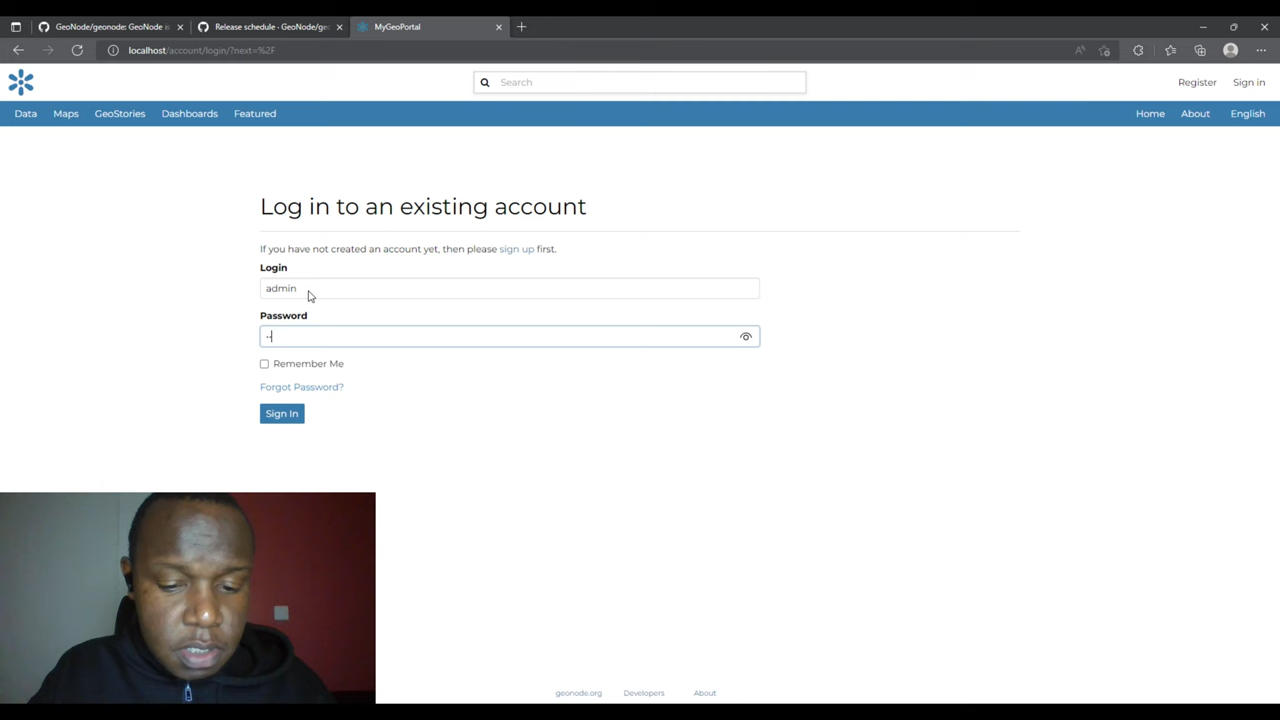 GeoNode/geonode: GeoNode is
Release schedule · GeoNode/geo
MyGeoPortal
localhost/account/login/?next=%2F
Search
Register
Sign in
Data
Maps
GeoStories
Dashboards
Featured
Home
About
English
Log in to an existing account
If you have not created an account yet, then please sign up first.
Login
admin
Password
Remember Me
Forgot Password?
Sign In
geonode.org
Developers
About